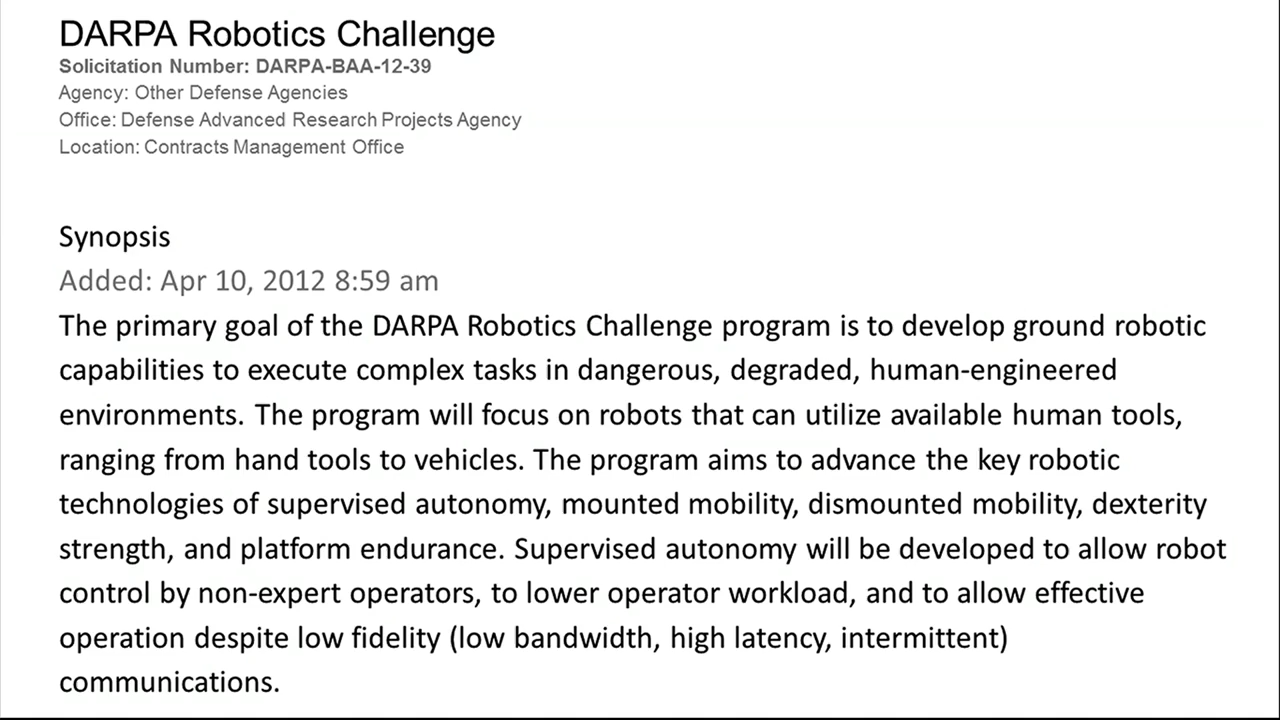 DARPA Robotics Challenge
Solicitation Number: DARPA-BAA-12-39
Agency: Other Defense Agencies
Office: Defense Advanced Research Projects Agency
Location: Contracts Management Office
Synopsis
Added: Apr 10, 2012 8:59 am
The primary goal of the DARPA Robotics Challenge program is to develop ground robotic
capabilities to execute complex tasks in dangerous, degraded, human-engineered
environments. The program will focus on robots that can utilize available human tools,
ranging from hand tools to vehicles. The program aims to advance the key robotic
technologies of supervised autonomy, mounted mobility, dismounted mobility, dexterity
strength, and platform endurance. Supervised autonomy will be developed to allow robot
control by non-expert operators, to lower operator workload, and to allow effective
operation despite low fidelity (low bandwidth, high latency, intermittent)
communications.